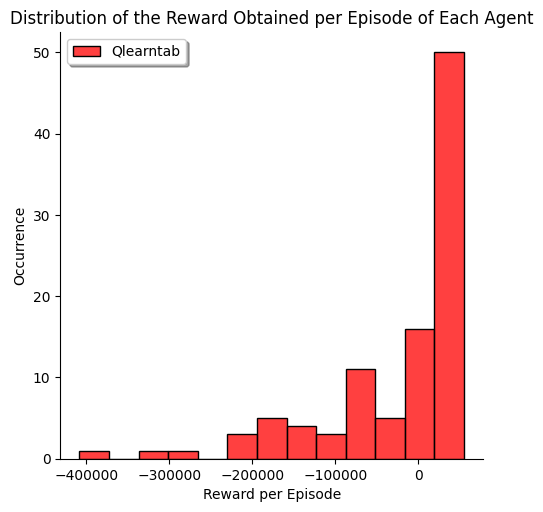 Distribution of the Reward Obtained per Episode of Each Agent
Qlearntab
50
40
30
20
10
0
Occurrence
−400000 −300000 −200000 −100000 0
Reward per Episode